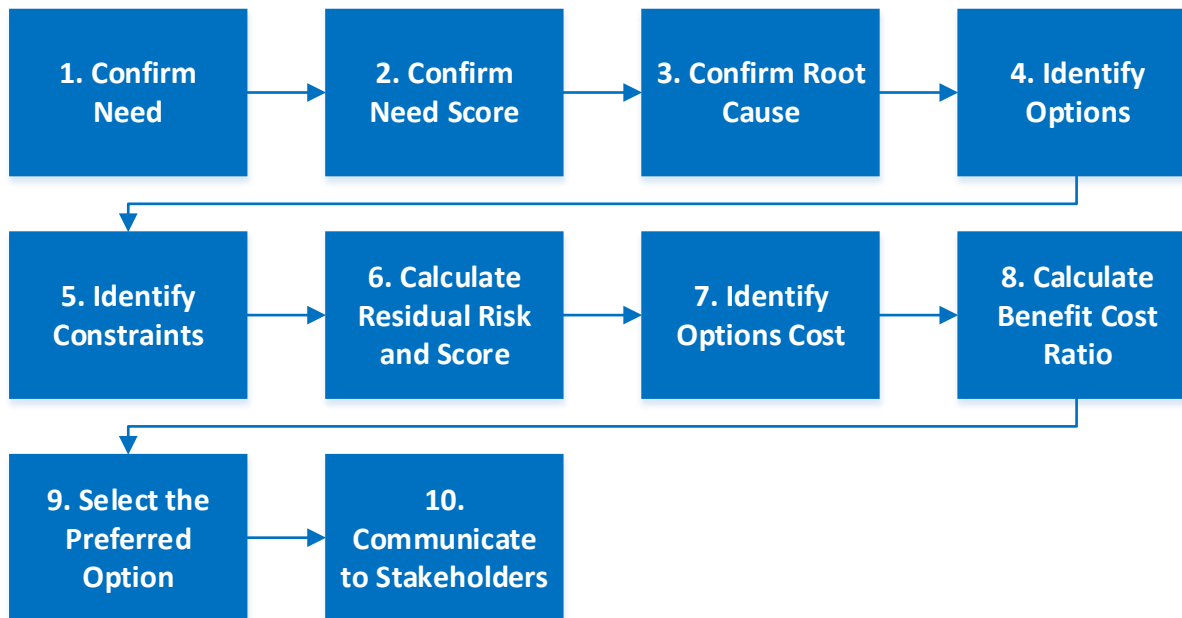 1. Confirm
Need
2. Confirm
Need Score
3. Confirm Root
Cause
4. Identify
Options
5. Identify
Constraints
6. Calculate
Residual Risk
and Score
7. Identify
Options Cost
8. Calculate
Benefit Cost
Ratio
9. Select the
Preferred
Option
10.
Communicate
to Stakeholders